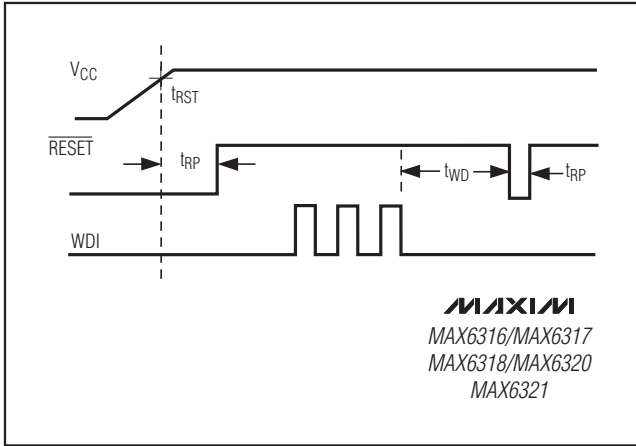 VCC
tRST
RESET
tRP
tWD
tRP
WDI
MAXIM
MAX6316/MAX6317
MAX6318/MAX6320
MAX6321